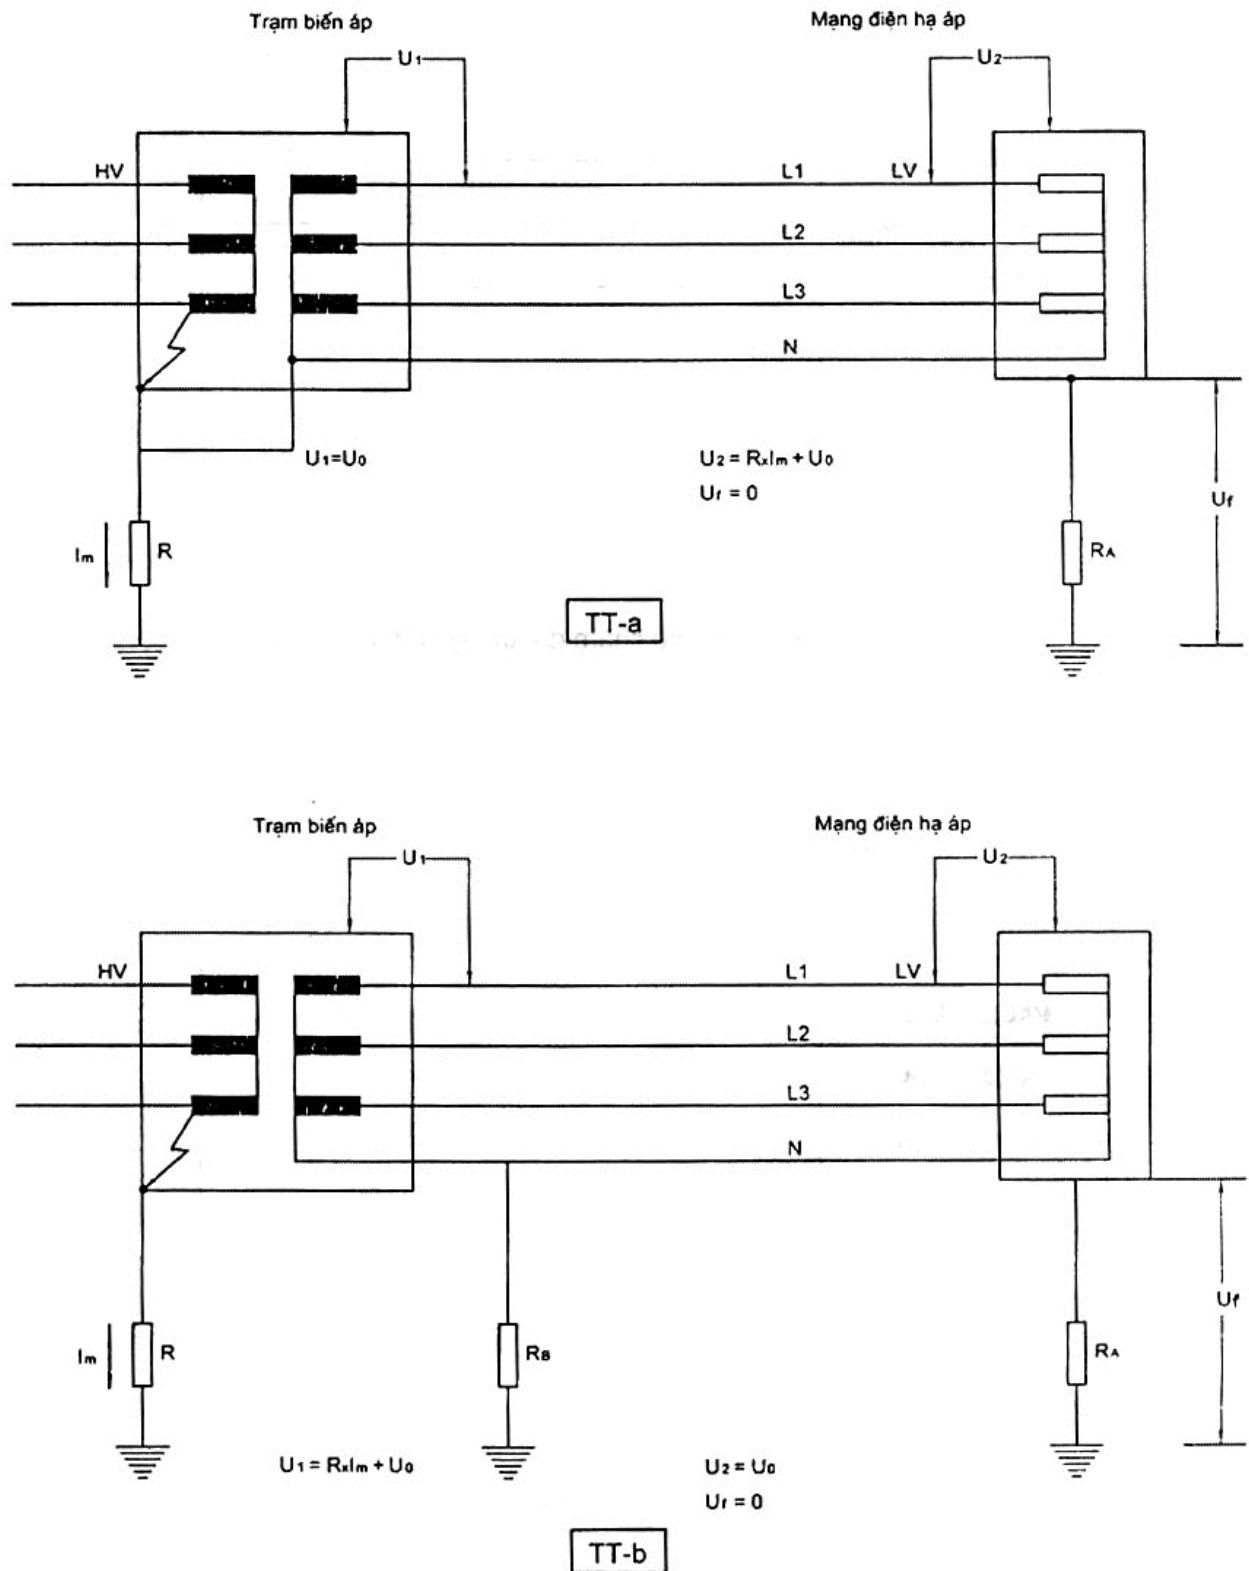 Trạm biến áp
Mạng điện hạ áp
U1
U2
HV
L1
LV
L2
L3
N
U1=U0
U2 = RxIm + U0
Uf = 0
Uf
Im
R
RA
TT-a
Trạm biến áp
Mạng điện hạ áp
U1
U2
HV
L1
LV
L2
L3
N
Uf
Im
R
RB
RA
U1 = RxIm + U0
U2 = U0
Uf = 0
TT-b